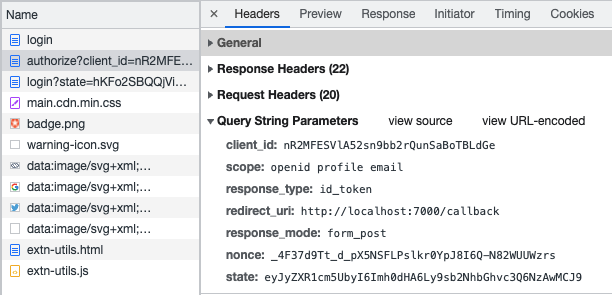 Name
login
authorize?client_id=nR2MFE...
login?state=hKFo2SBQQjVi...
main.cdn.min.css
badge.png
warning-icon.svg
data:image/svg+xml;...
data:image/svg+xml;...
data:image/svg+xml;...
data:image/svg+xml;...
extn-utils.html
extn-utils.js
× Headers Preview Response Initiator Timing Cookies
General
Response Headers (22)
Request Headers (20)
Query String Parameters view source view URL-encoded
client_id: nR2MFESVlA52sn9bb2rQunSaBoTBLdGe
scope: openid profile email
response_type: id_token
redirect_uri: http://localhost:7000/callback
response_mode: form_post
nonce: _4F37d9Tt_d_pX5NSFLPslkr0YpJ8I6Q-N82WUUWzrs
state: eyJyZXR1cm5UbyI6Imh0dHA6Ly9sb2NhbGhvc3Q6NzAwMCJ9